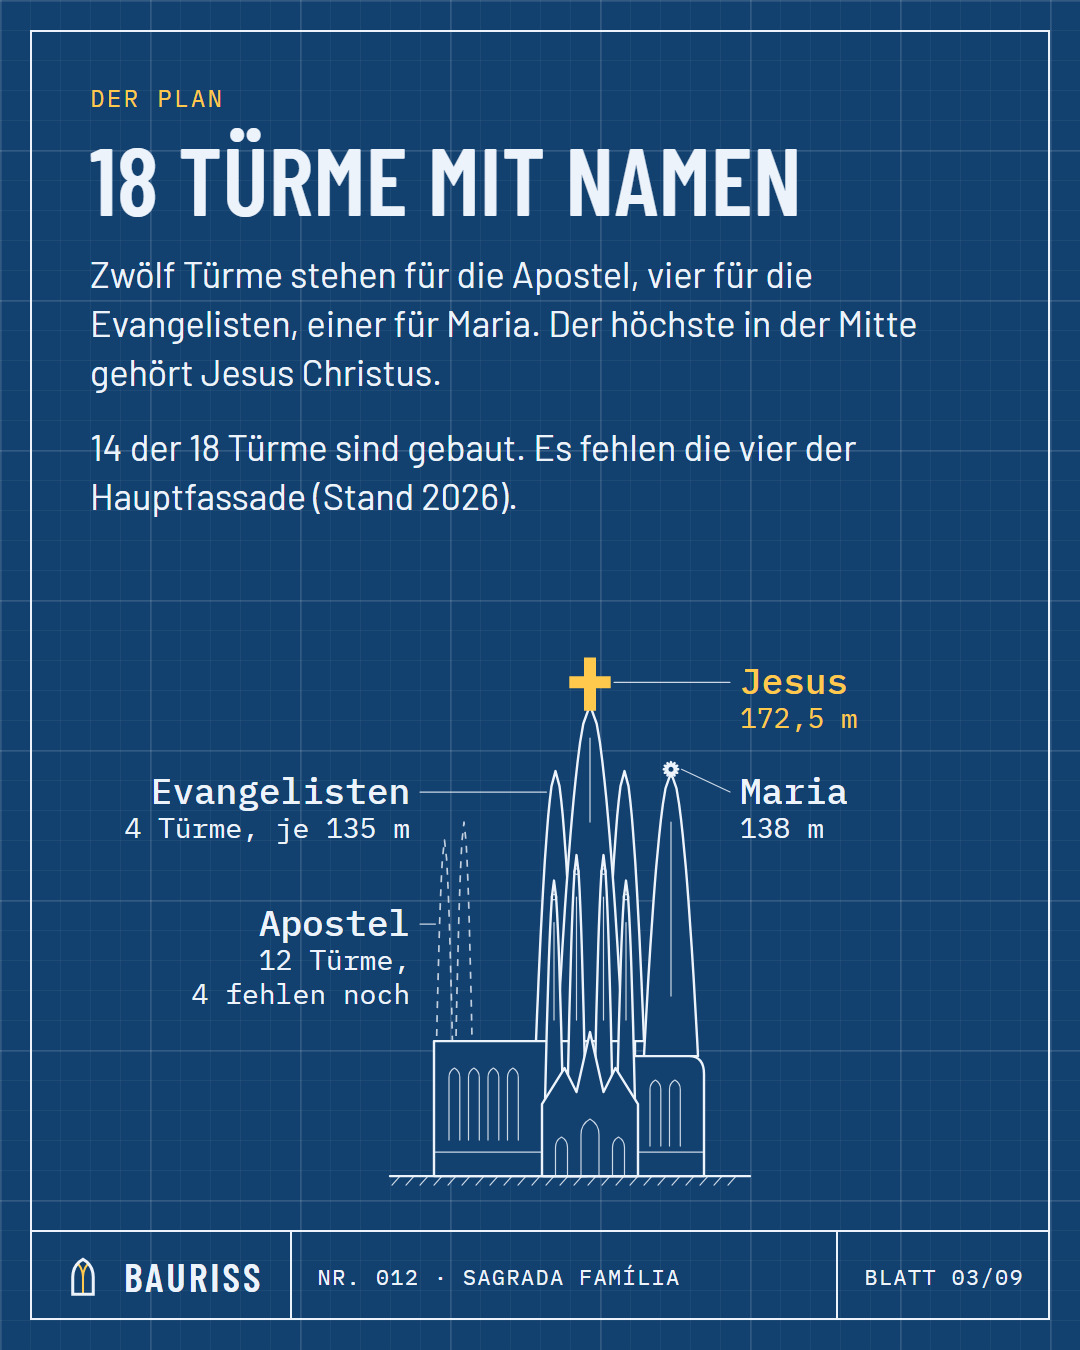 DER PLAN
18 TÜRME MIT NAMEN
Zwölf Türme stehen für die Apostel, vier für die
Evangelisten, einer für Maria. Der höchste in der Mitte
gehört Jesus Christus.
14 der 18 Türme sind gebaut. Es fehlen die vier der
Hauptfassade (Stand 2026).
Jesus
172,5 m
Evangelisten
4 Türme, je 135 m
Maria
138 m
Apostel
12 Türme,
4 fehlen noch
BAURISS
NR. 012 · SAGRADA FAMÍLIA
BLATT 03/09